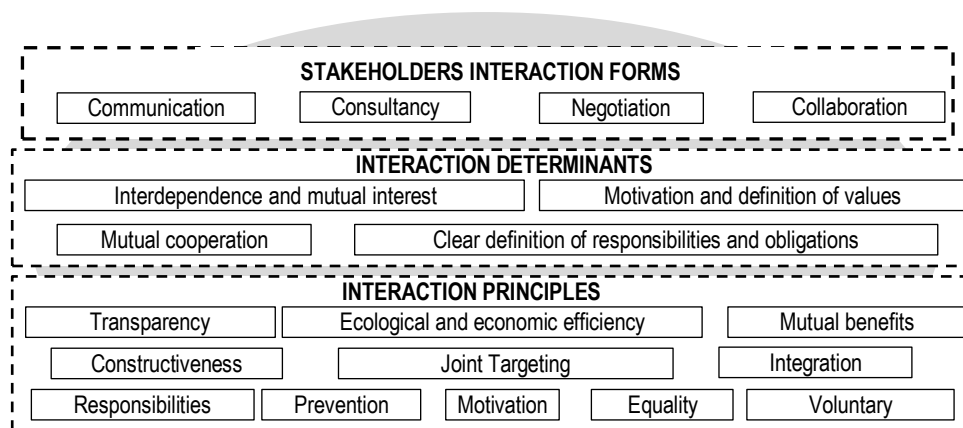 STAKEHOLDERS INTERACTION FORMS
Communication Consultancy Negotiation Collaboration
INTERACTION DETERMINANTS
Interdependence and mutual interest Motivation and definition of values
Mutual cooperation Clear definition of responsibilities and obligations
INTERACTION PRINCIPLES
Transparency Ecological and economic efficiency Mutual benefits
Constructiveness Joint Targeting Integration
Responsibilities Prevention Motivation Equality Voluntary